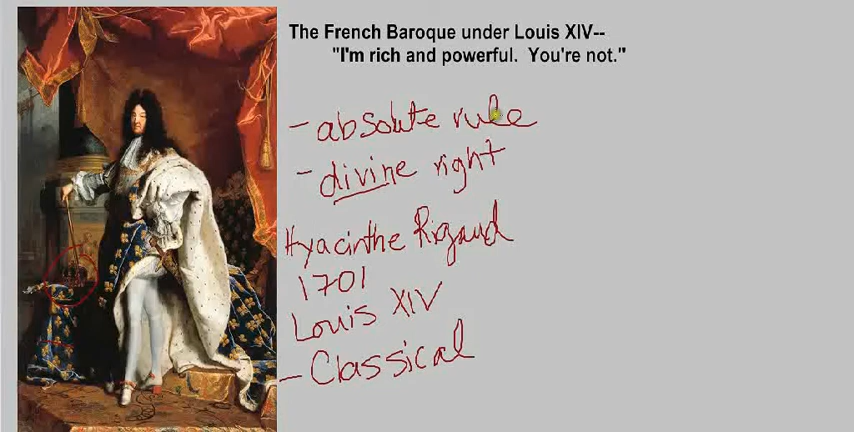 The French Baroque under Louis XIV--
"I'm rich and powerful. You're not."
- absolute rule
- divine right
Hyacinthe Rigaud
1701
Louis XIV
- Classical